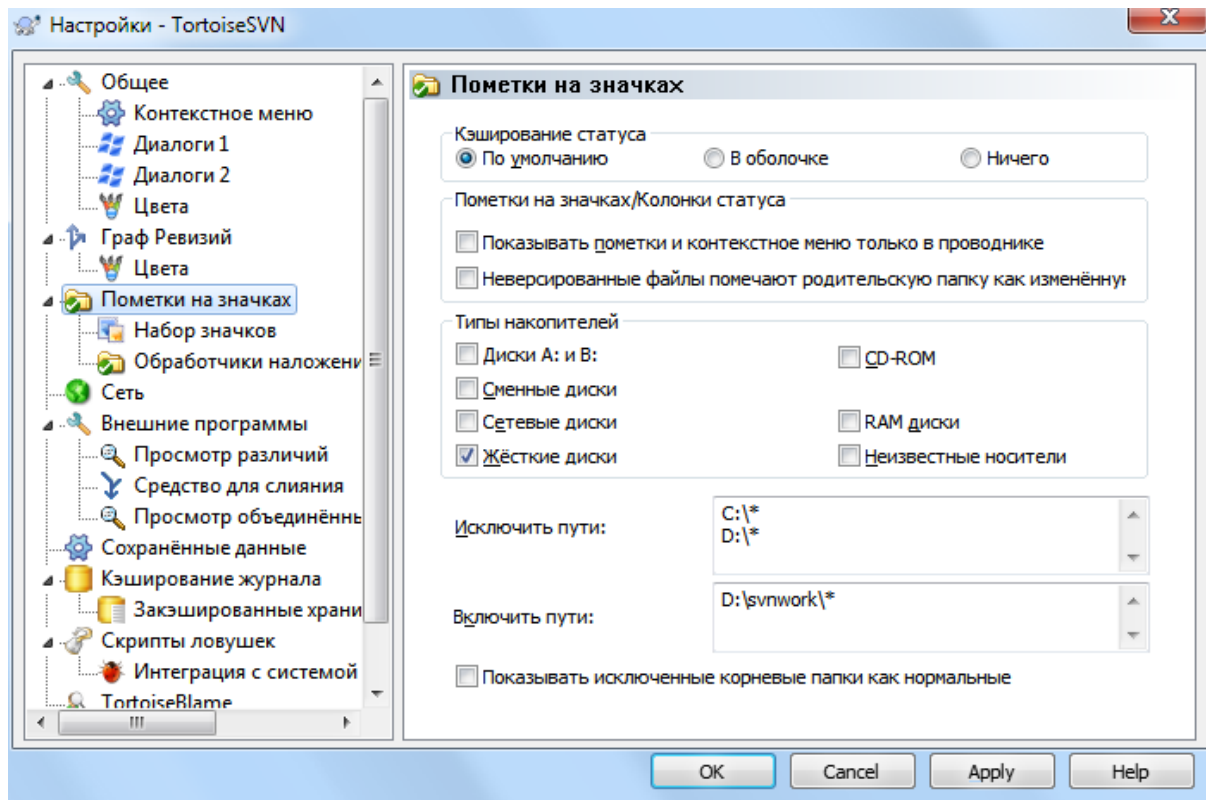 Настройки - TortoiseSVN
Общее
Контекстное меню
Диалоги 1
Диалоги 2
Цвета
Граф Ревизий
Цвета
Пометки на значках
Набор значков
Обработчики наложени
Сеть
Внешние программы
Просмотр различий
Средство для слияния
Просмотр объединённь
Сохранённые данные
Кэширование журнала
Закэшированные храни
Скрипты ловушек
Интеграция с системой
TortoiseBlame
Пометки на значках
Кэширование статуса
По умолчанию В оболочке Ничего
Пометки на значках/Колонки статуса
Показывать пометки и контекстное меню только в проводнике
Неверсированные файлы помечают родительскую папку как изменённую
Типы накопителей
Диски A: и B: CD-ROM
Сменные диски
Сетевые диски RAM диски
Жёсткие диски Неизвестные носители
Исключить пути:
C:\*
D:\*
Включить пути:
D:\svnwork\*
Показывать исключенные корневые папки как нормальные
OK Cancel Apply Help